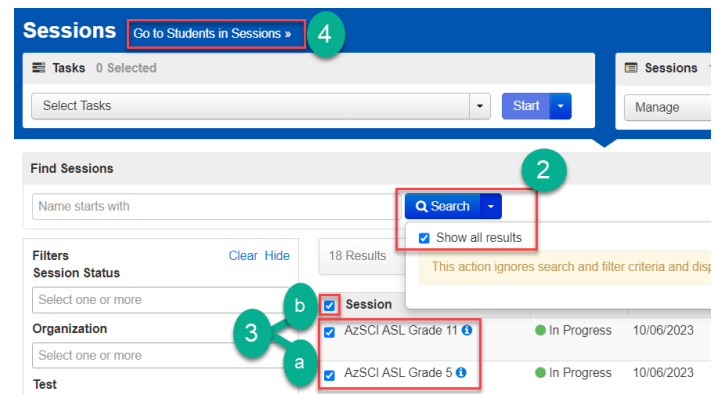 Sessions Go to Students in Sessions » 4
Tasks 0 Selected
Sessions
Select Tasks
Start
Manage
Find Sessions
2
Name starts with
Search
Show all results
Filters
Clear Hide
18 Results
This action ignores search and filter criteria and disp
Session Status
Select one or more
b
Session
Organization
3
AzSCI ASL Grade 11
In Progress
10/06/2023
Select one or more
a
AzSCI ASL Grade 5
In Progress
10/06/2023
Test